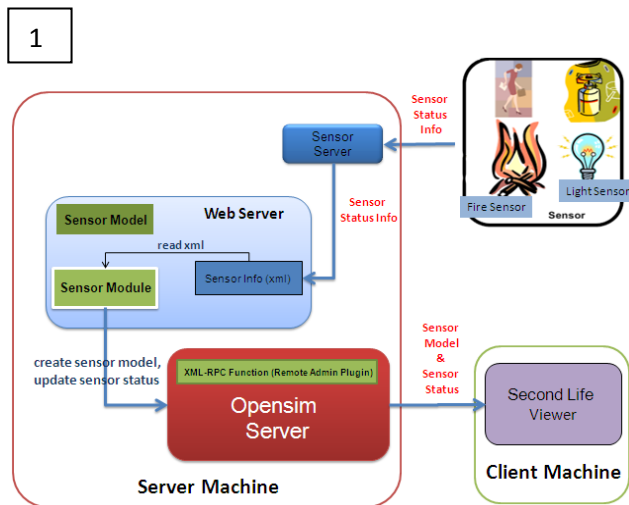 1
Sensor
Status
Info
Sensor
Server
Fire Sensor
Light Sensor
Sensor
Sensor Model
Web Server
Sensor
Status Info
read xml
Sensor Module
Sensor Info (xml)
create sensor model,
update sensor status
XML-RPC Function (Remote Admin Plugin)
Opensim
Server
Sensor
Model
&
Sensor
Status
Second Life
Viewer
Server Machine
Client Machine